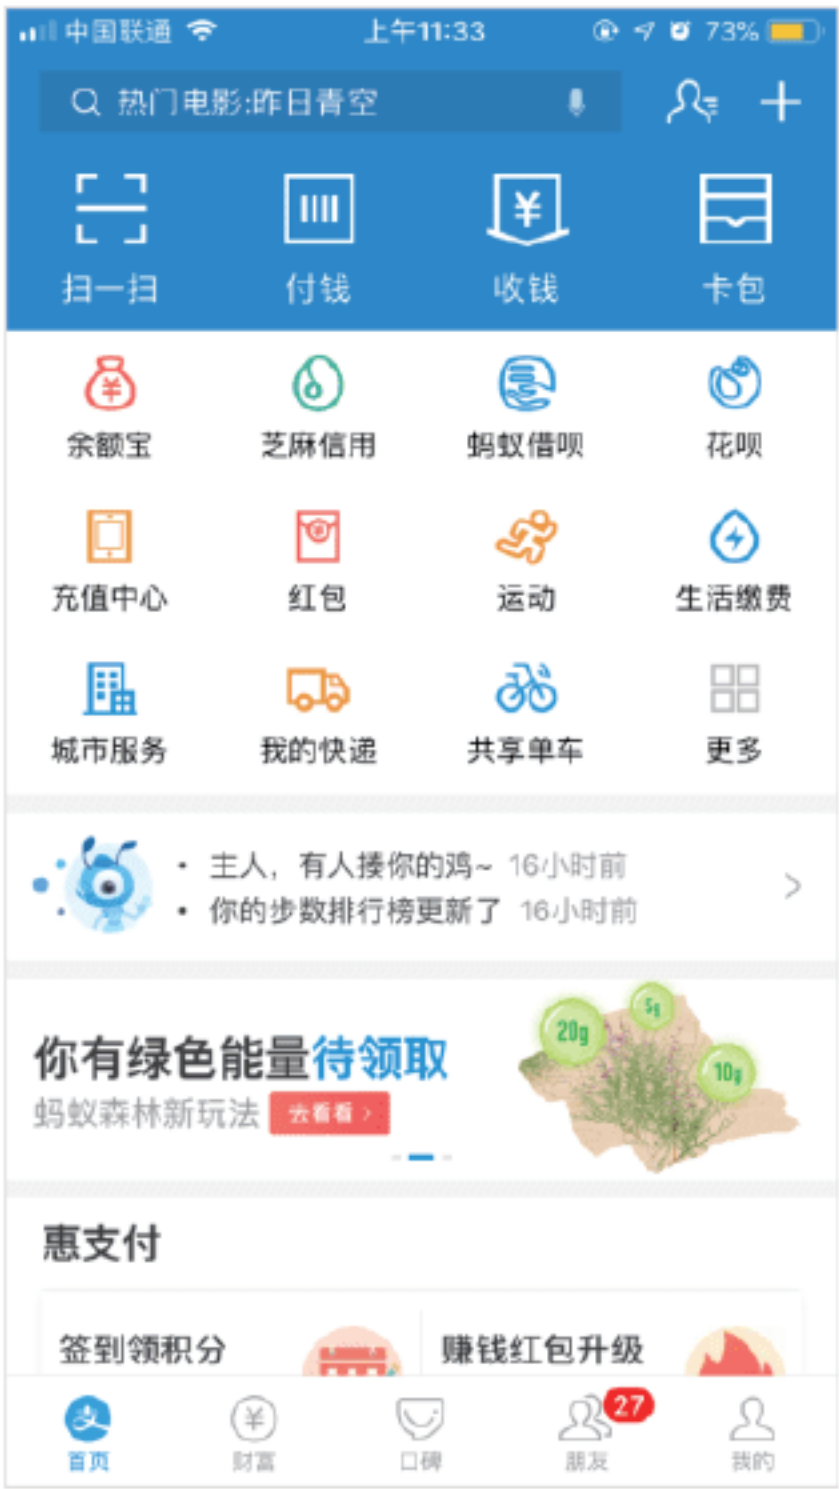 中国联通 上午11:33 73%
热门电影:昨日青空
扫一扫 付钱 收钱 卡包
余额宝 芝麻信用 蚂蚁借呗 花呗
充值中心 红包 运动 生活缴费
城市服务 我的快递 共享单车 更多
· 主人，有人揍你的鸡~ 16小时前
· 你的步数排行榜更新了 16小时前
你有绿色能量待领取
蚂蚁森林新玩法 去看看 >
20g 5g 10g
惠支付
签到领积分 赚钱红包升级
27
首页 财富 口碑 朋友 我的